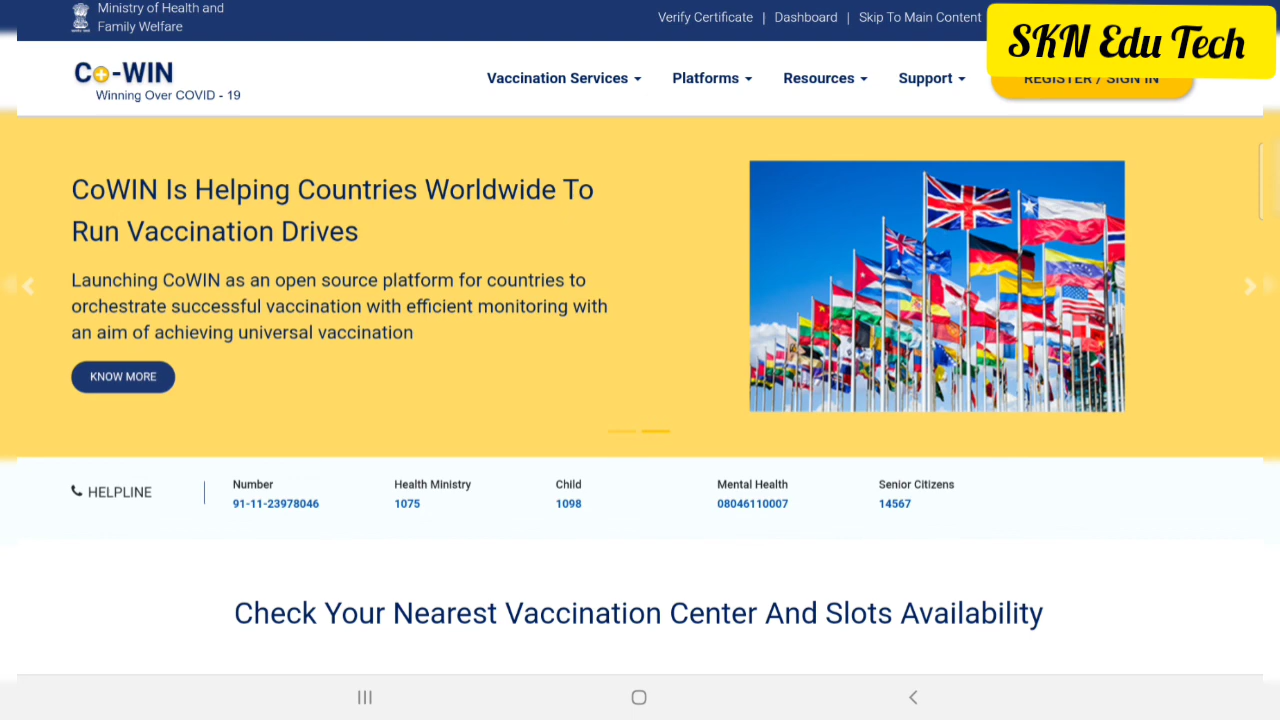 Ministry of Health and
Family Welfare
Verify Certificate | Dashboard | Skip To Main Content
SKN Edu Tech
Co-WIN
Winning Over COVID - 19
Vaccination Services Platforms Resources Support REGISTER / SIGN IN
CoWIN Is Helping Countries Worldwide To
Run Vaccination Drives
Launching CoWIN as an open source platform for countries to
orchestrate successful vaccination with efficient monitoring with
an aim of achieving universal vaccination
KNOW MORE
HELPLINE
Number
91-11-23978046
Health Ministry
1075
Child
1098
Mental Health
08046110007
Senior Citizens
14567
Check Your Nearest Vaccination Center And Slots Availability